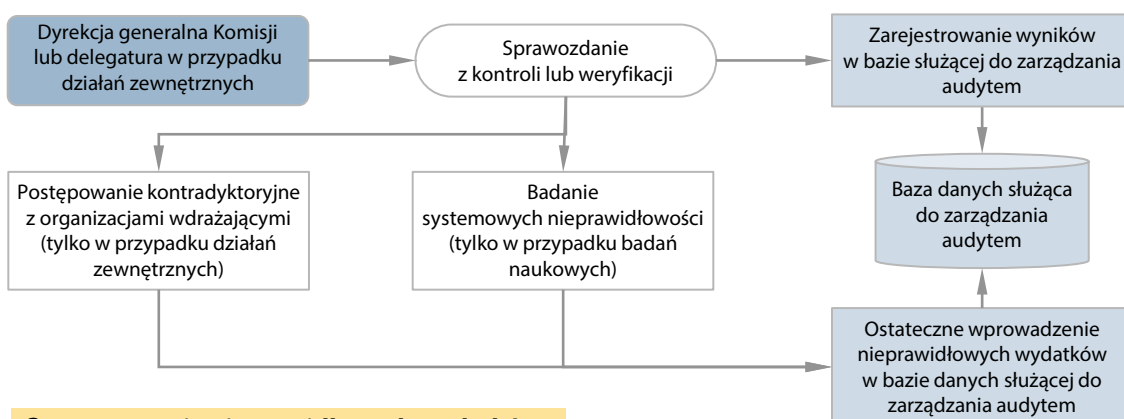 Dyrekcja generalna Komisji
lub delegatura w przypadku
działań zewnętrznych
Sprawozdanie
z kontroli lub weryfikacji
Zarejestrowanie wyników
w bazie służącej do zarządzania
audytem
Postępowanie kontradyktoryjne
z organizacjami wdrażającymi
(tylko w przypadku działań
zewnętrznych)
Badanie
systemowych nieprawidłowości
(tylko w przypadku badań
naukowych)
Baza danych służąca
do zarządzania
audytem
Ostateczne wprowadzenie
nieprawidłowych wydatków
w bazie danych służącej do
zarządzania audytem